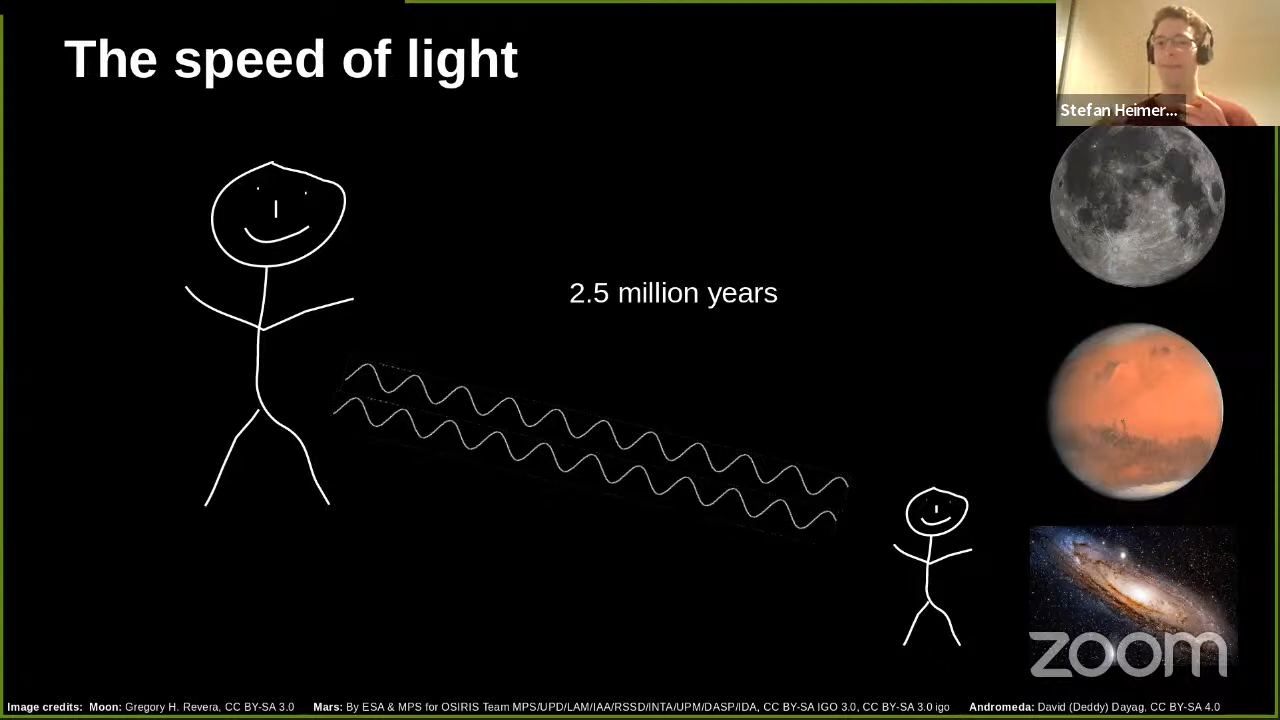 The speed of light
Stefan Heimer...
2.5 million years
zoom
Image credits: Moon: Gregory H. Revera, CC BY-SA 3.0 Mars: By ESA & MPS for OSIRIS Team MPS/UPD/LAM/IAA/RSSD/INTA/UPM/DASP/IDA, CC BY-SA IGO 3.0, CC BY-SA 3.0 igo Andromeda: David (Deddy) Dayag, CC BY-SA 4.0